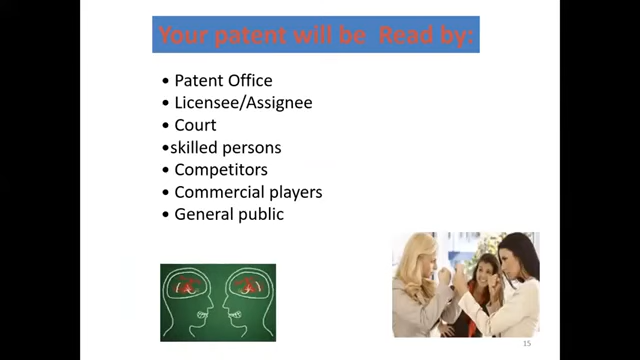 Your patent will be Read by:
• Patent Office
• Licensee/Assignee
• Court
•skilled persons
• Competitors
• Commercial players
• General public
15